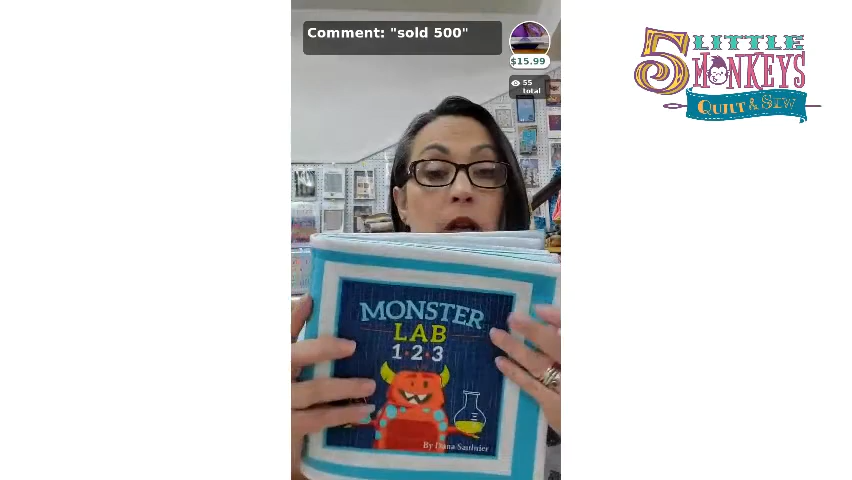 Comment: "sold 500"
$15.99
55
total
5 LITTLE
MONKEYS
QUILT & SEW
MONSTER
LAB
1·2·3
By Dana Saulnier